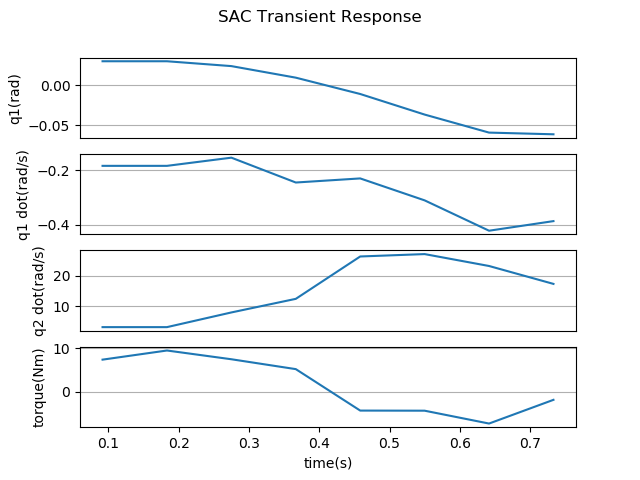 SAC Transient Response
q1(rad)
0.00
−0.05
q1 dot(rad/s)
−0.2
−0.4
q2 dot(rad/s)
20
10
torque(Nm)
10
0
0.1 0.2 0.3 0.4 0.5 0.6 0.7
time(s)